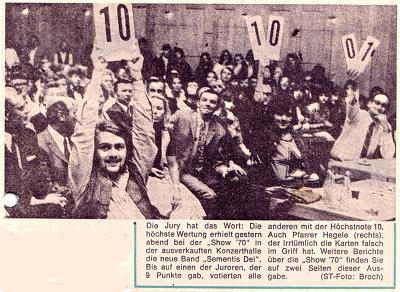 10
10
01
Die Jury hat das Wort: Die
höchste Wertung erhielt gestern
abend bei der „Show '70" in
der ausverkauften Konzerthalle
die neue Band „Sementis Dei".
Bis auf einen der Juroren, der
9 Punkte gab, votierten alle
anderen mit der Höchstnote 10.
Auch Pfarrer Hegele (rechts),
der irrtümlich die Karten falsch
im Griff hat. Weitere Berichte
über die „Show '70" finden Sie
auf zwei Seiten dieser Aus-
gabe. (ST-Foto: Broch)